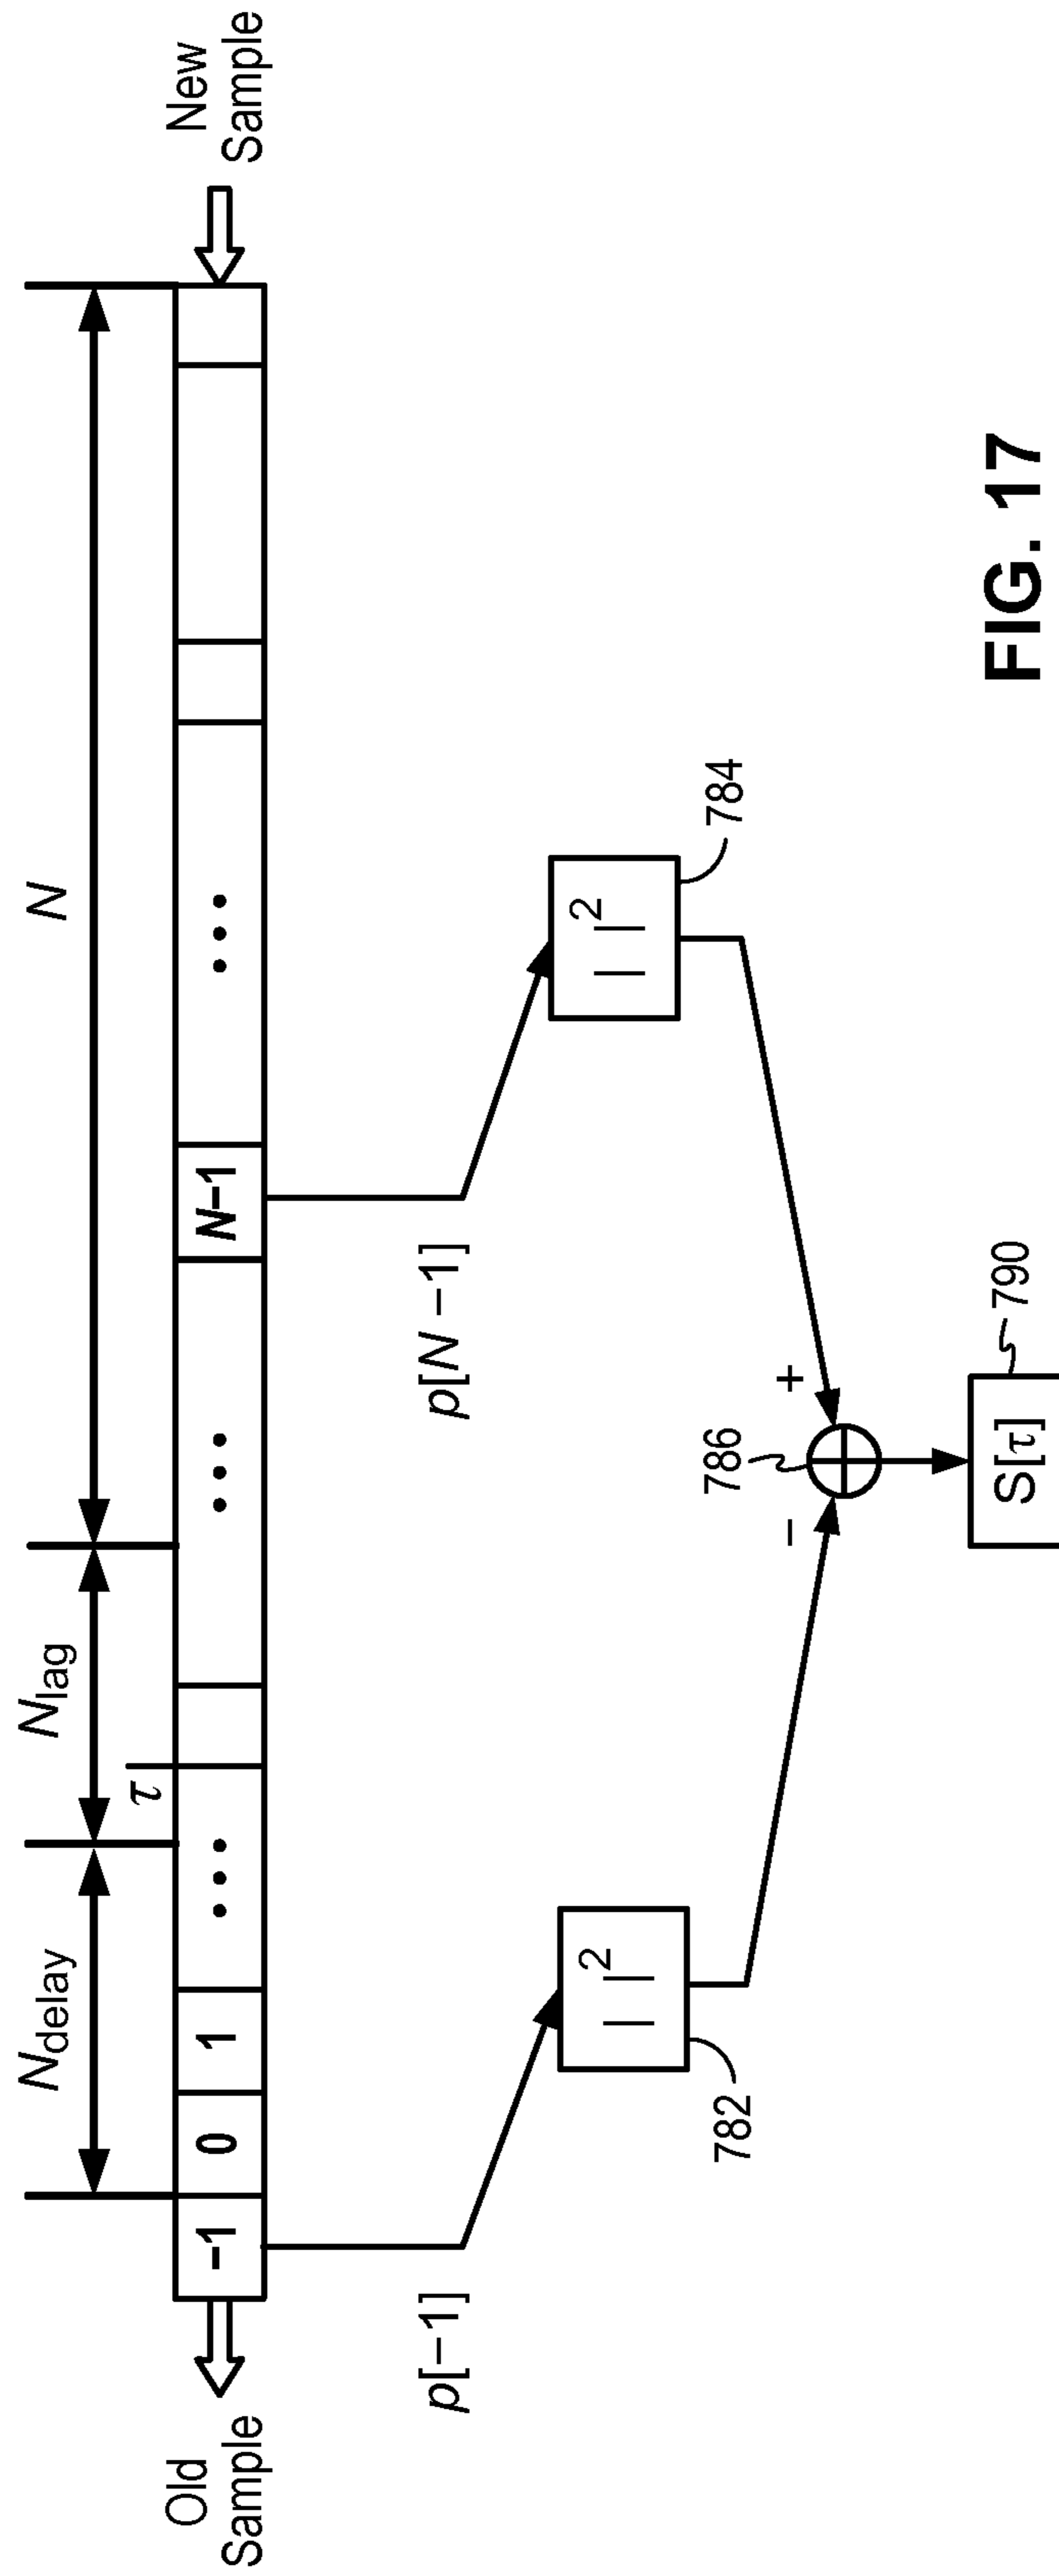 N_delay
N_lag
N
τ
Old
Sample
-1
0
1
...
...
N-1
...
New
Sample
p[-1]
p[N -1]
| |²
782
| |²
784
−
786
+
S[τ]
790
FIG. 17